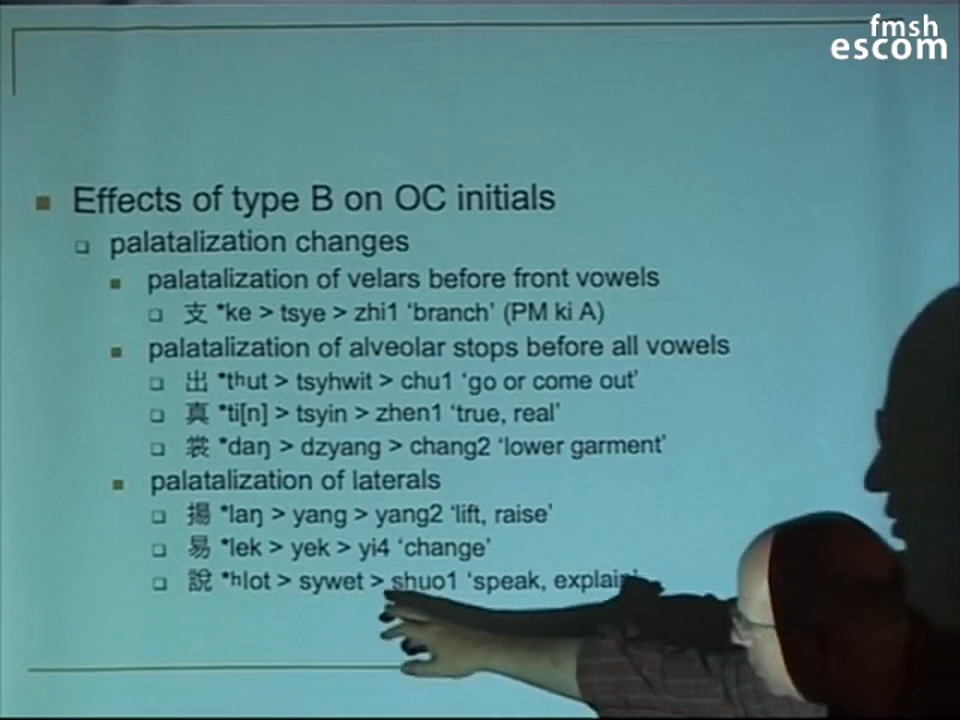 fmsh
escom
Effects of type B on OC initials
palatalization changes
palatalization of velars before front vowels
支 *ke > tsye > zhi1 ‘branch’ (PM ki A)
palatalization of alveolar stops before all vowels
出 *tʰut > tsyhwit > chu1 ‘go or come out’
真 *ti[n] > tsyin > zhen1 ‘true, real’
裳 *daŋ > dzyang > chang2 ‘lower garment’
palatalization of laterals
揚 *laŋ > yang > yang2 ‘lift, raise’
易 *lek > yek > yi4 ‘change’
說 *ʰlot > sywet > shuo1 ‘speak, explain’